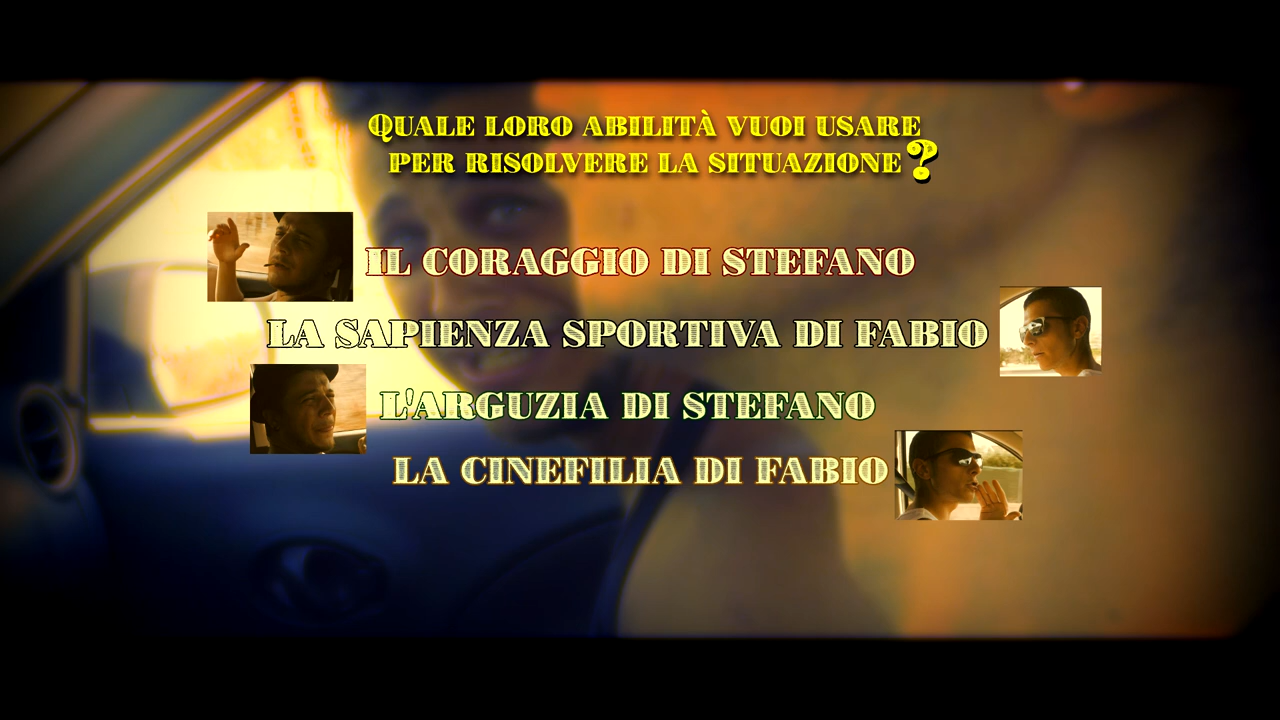 QUALE LORO ABILITÀ VUOI USARE
PER RISOLVERE LA SITUAZIONE?
IL CORAGGIO DI STEFANO
LA SAPIENZA SPORTIVA DI FABIO
L'ARGUZIA DI STEFANO
LA CINEFILIA DI FABIO